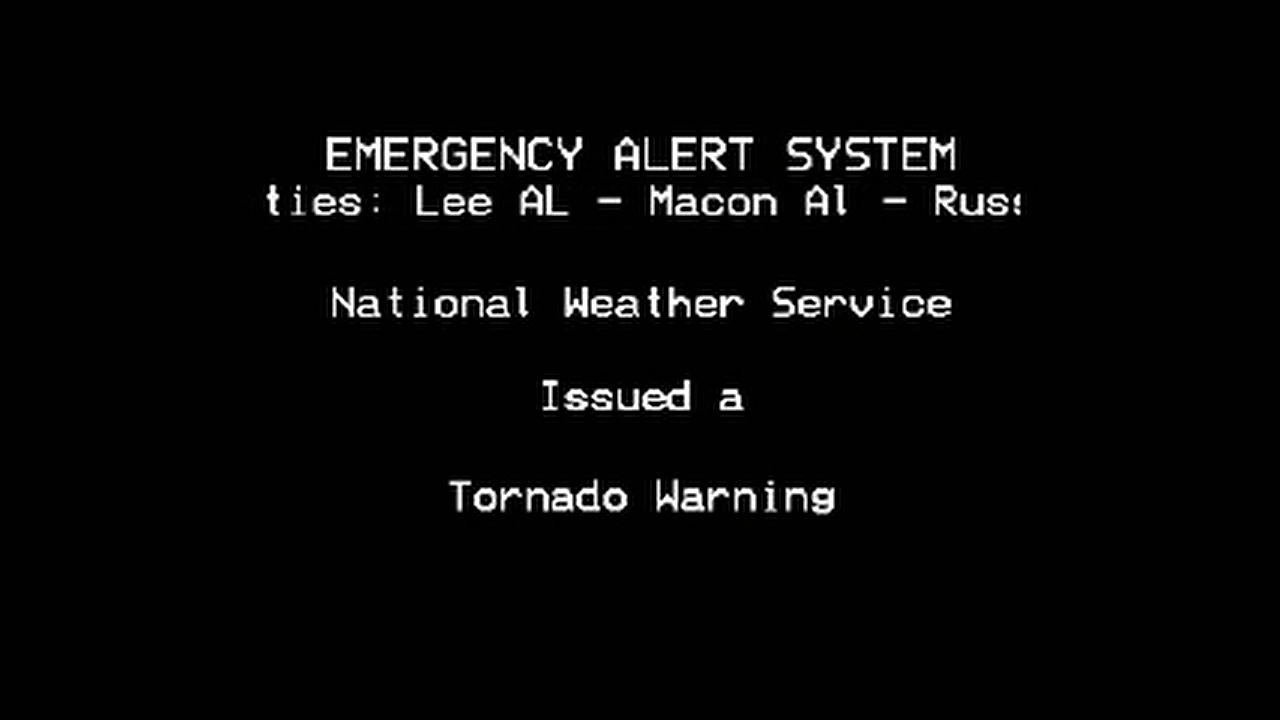 EMERGENCY ALERT SYSTEM
ties: Lee AL - Macon Al - Rus
National Weather Service
Issued a
Tornado Warning